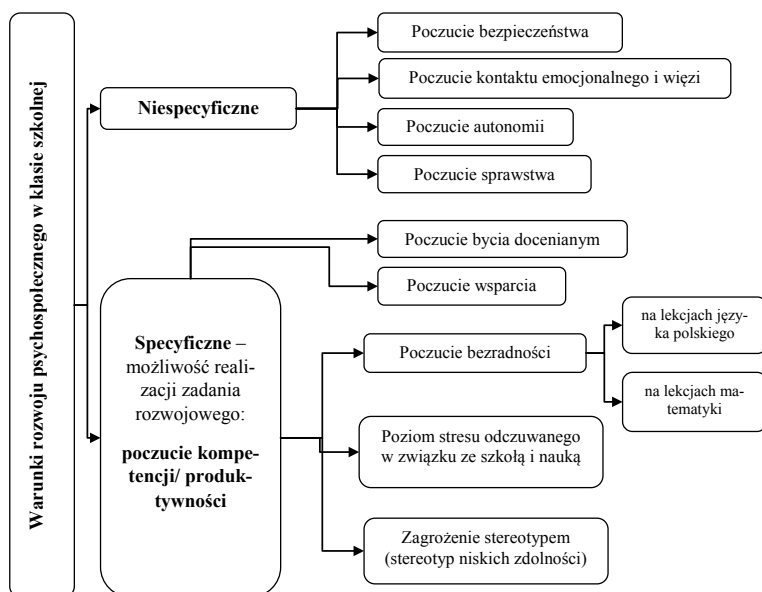 Warunki rozwoju psychospołecznego w klasie szkolnej
Niespecyficzne
Poczucie bezpieczeństwa
Poczucie kontaktu emocjonalnego i więzi
Poczucie autonomii
Poczucie sprawstwa
Specyficzne –
możliwość reali-
zacji zadania
rozwojowego:
poczucie kompe-
tencji/ produk-
tywności
Poczucie bycia docenianym
Poczucie wsparcia
Poczucie bezradności
na lekcjach języ-
ka polskiego
na lekcjach ma-
tematyki
Poziom stresu odczuwanego
w związku ze szkołą i nauką
Zagrożenie stereotypem
(stereotyp niskich zdolności)